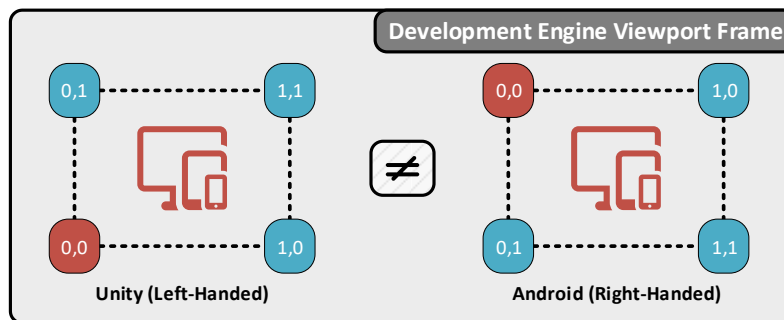 Development Engine Viewport Frame
0,1 1,1 0,0 1,0
≠
0,0 1,0 0,1 1,1
Unity (Left-Handed) Android (Right-Handed)